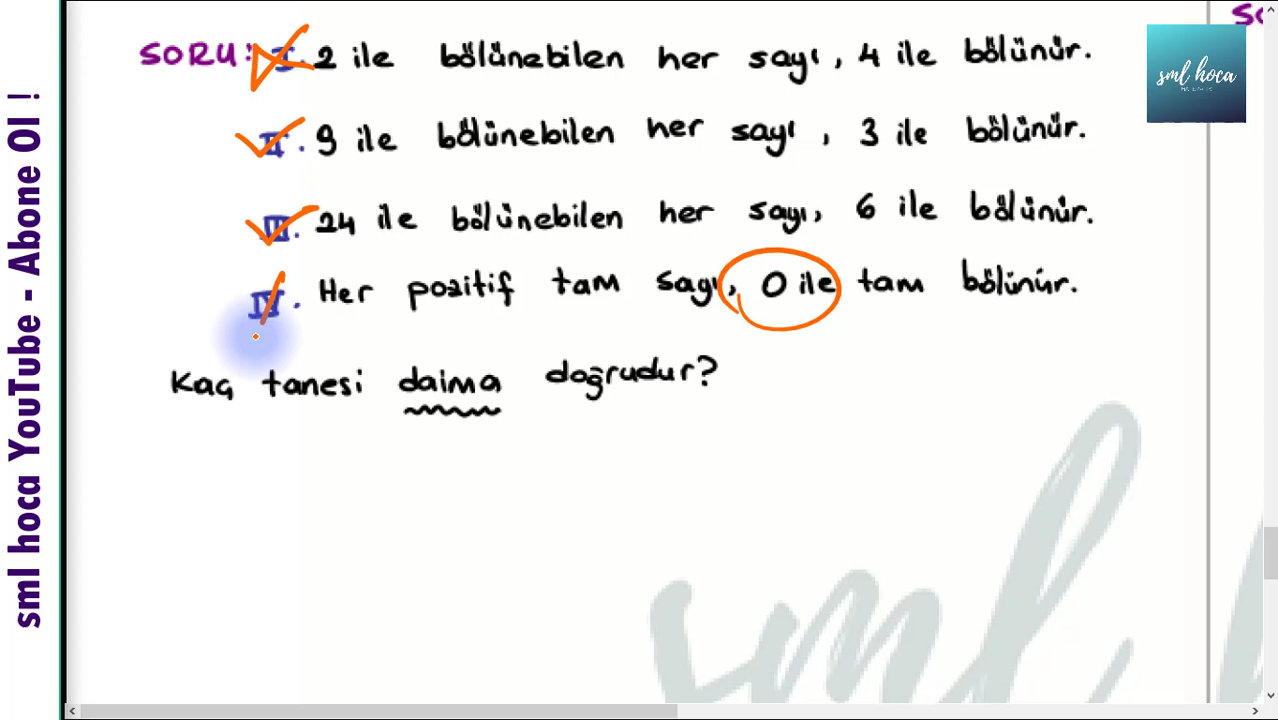 SORU: I. 2 ile bölünebilen her sayı, 4 ile bölünür.
II. 9 ile bölünebilen her sayı, 3 ile bölünür.
III. 24 ile bölünebilen her sayı, 6 ile bölünür.
IV. Her pozitif tam sayı, 0 ile tam bölünür.
Kaç tanesi daima doğrudur?
sml hoca
sml hoca YouTube - Abone Ol !
sml